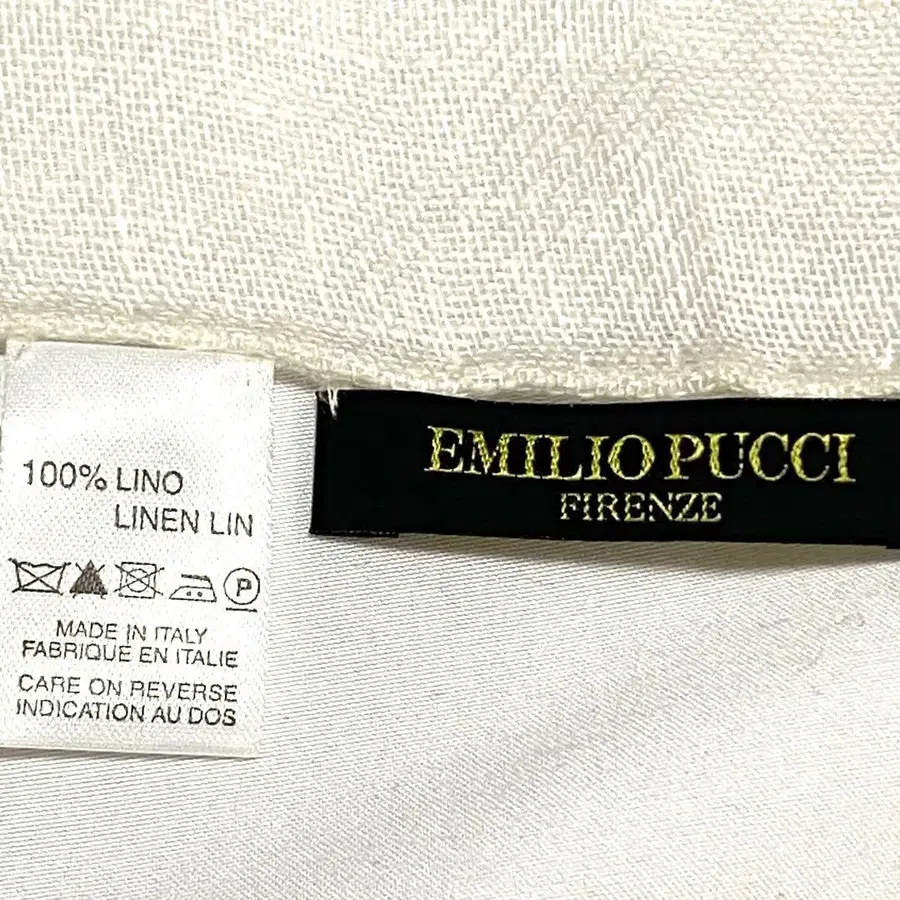 100% LINO
LINEN LIN
P
MADE IN ITALY
FABRIQUE EN ITALIE
CARE ON REVERSE
INDICATION AU DOS
EMILIO PUCCI
FIRENZE